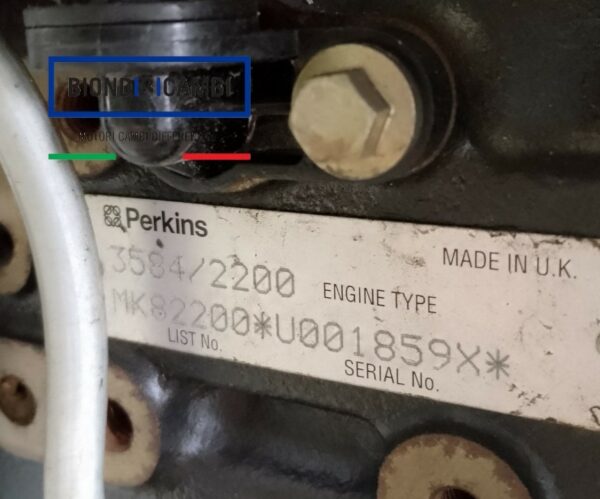 BIONDI RICAMBI
Perkins
MADE IN U.K.
3584/2200 ENGINE TYPE
MK82200*U001859X*
LIST No. SERIAL No.